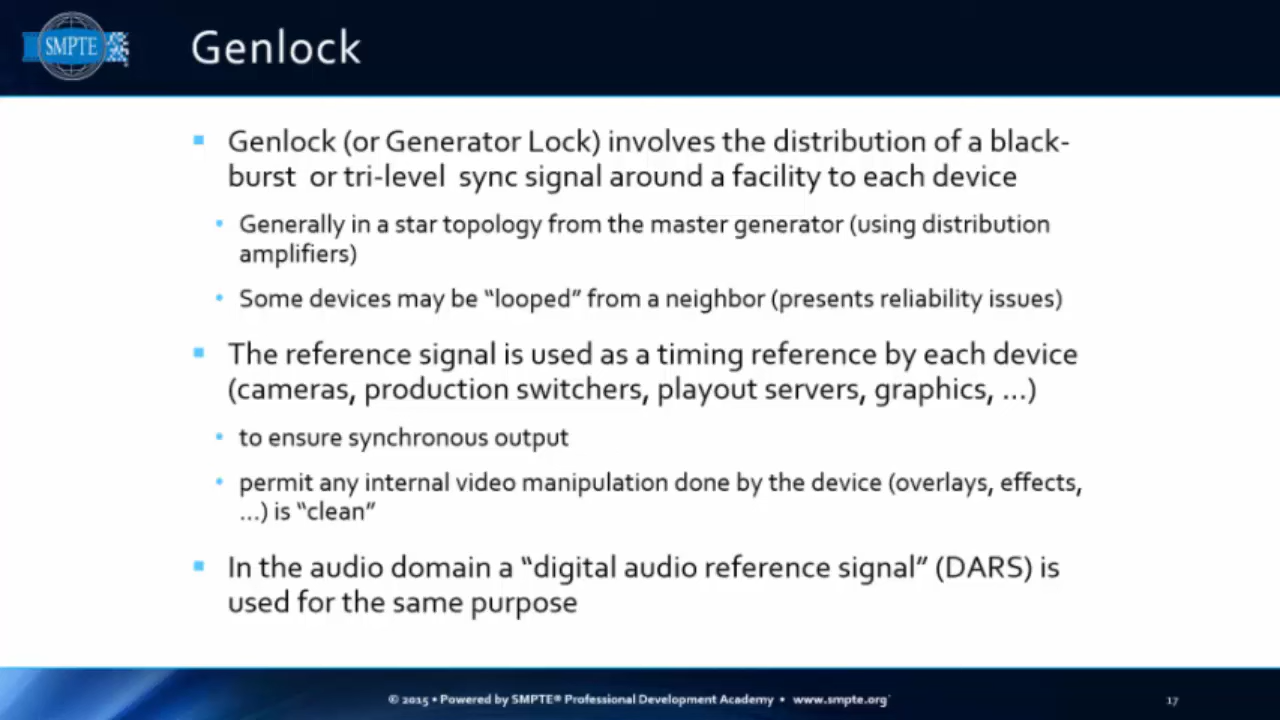 SMPTE
Genlock
Genlock (or Generator Lock) involves the distribution of a black-
burst or tri-level sync signal around a facility to each device
Generally in a star topology from the master generator (using distribution
amplifiers)
Some devices may be “looped” from a neighbor (presents reliability issues)
The reference signal is used as a timing reference by each device
(cameras, production switchers, playout servers, graphics, ...)
to ensure synchronous output
permit any internal video manipulation done by the device (overlays, effects,
...) is “clean”
In the audio domain a “digital audio reference signal” (DARS) is
used for the same purpose
© 2015 • Powered by SMPTE® Professional Development Academy • www.smpte.org
17